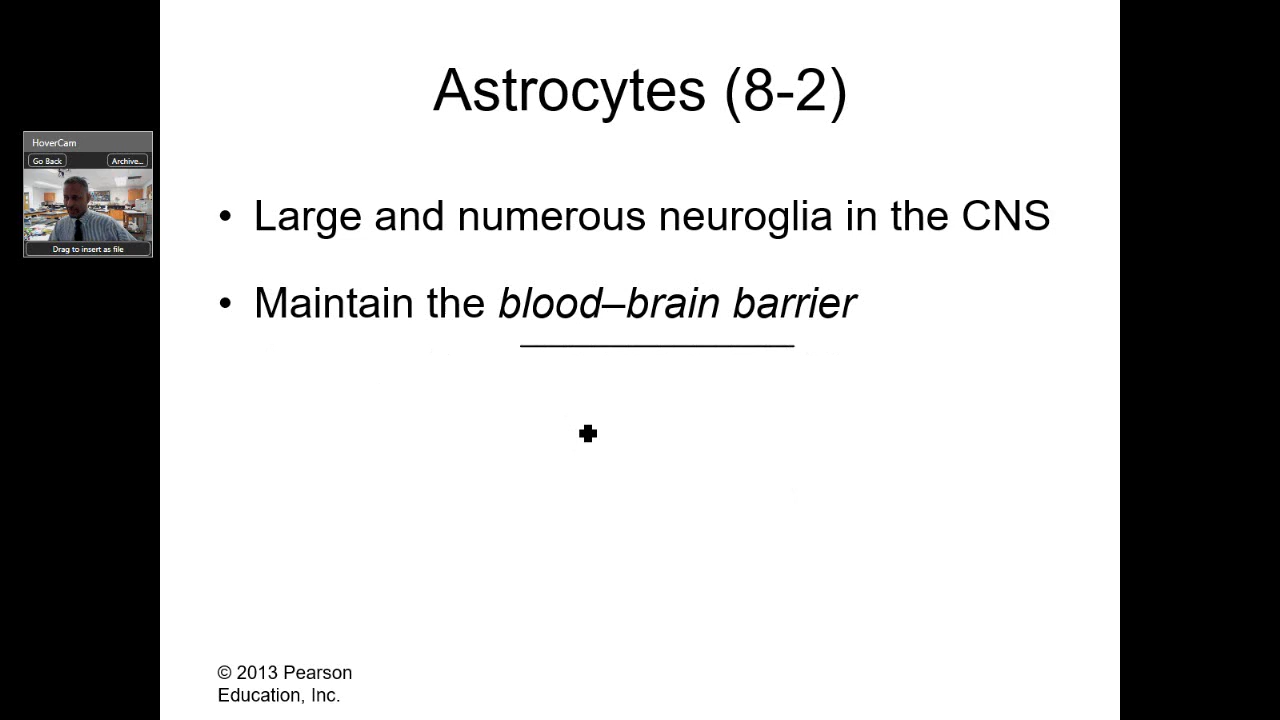 Astrocytes (8-2)
HoverCam
Go Back
Archive...
Drag to insert as file
• Large and numerous neuroglia in the CNS
• Maintain the blood–brain barrier
© 2013 Pearson
Education, Inc.